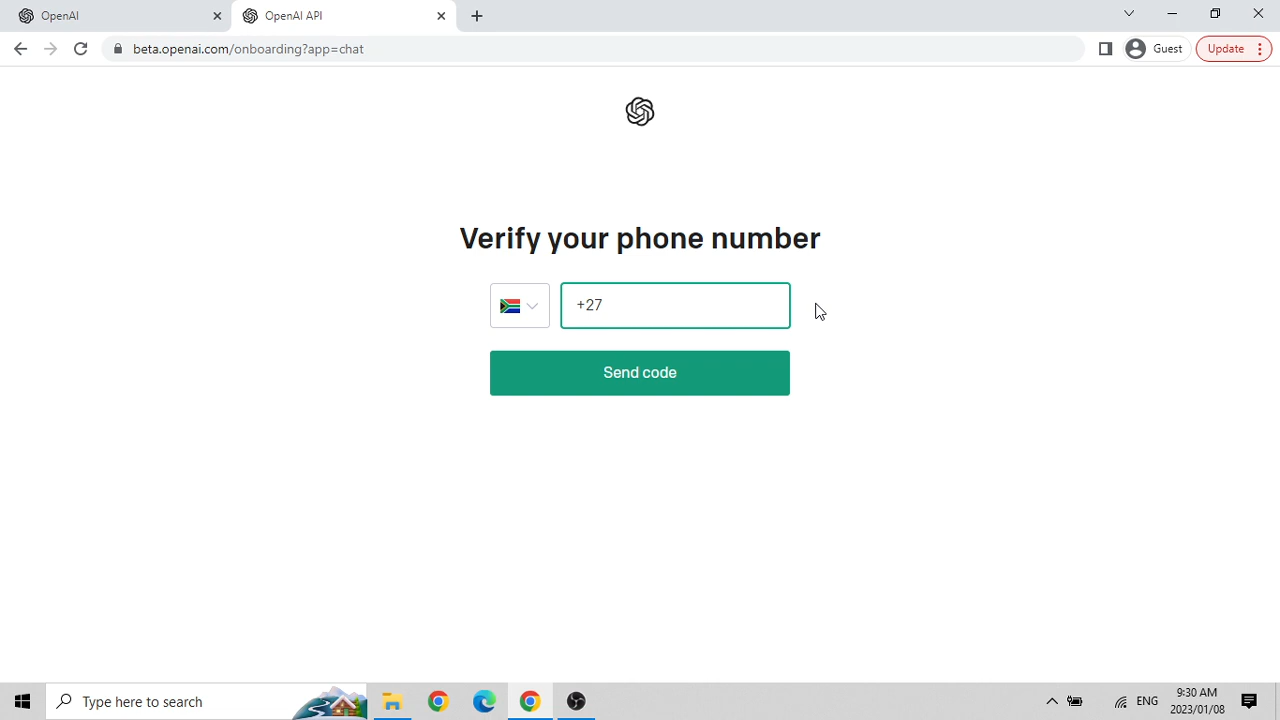 OpenAI
OpenAI API
beta.openai.com/onboarding?app=chat
Guest
Update
Verify your phone number
+27
Send code
Type here to search
ENG
9:30 AM
2023/01/08